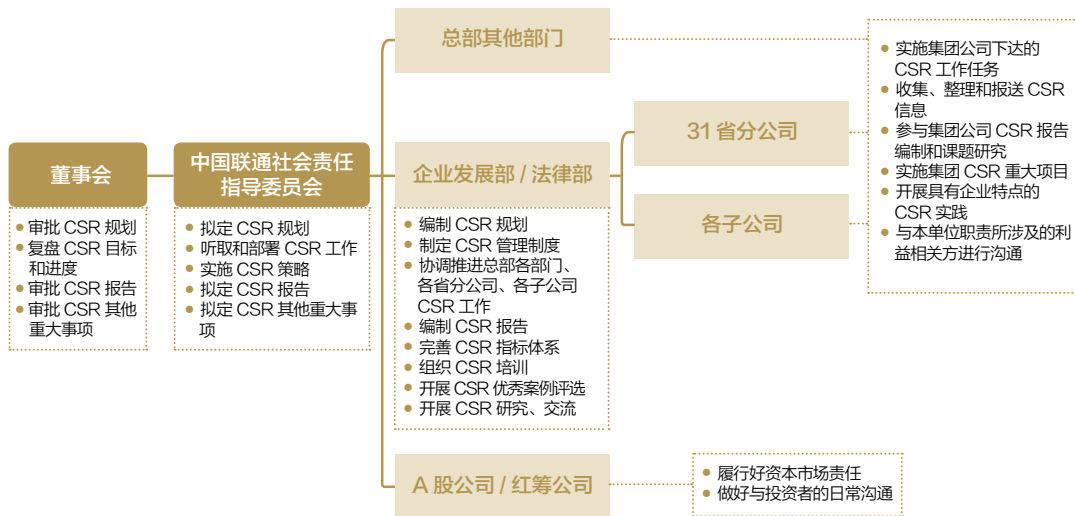 董事会
审批 CSR 规划
复盘 CSR 目标
和进度
审批 CSR 报告
审批 CSR 其他
重大事项
中国联通社会责任
指导委员会
拟定 CSR 规划
听取和部署 CSR 工作
实施 CSR 策略
拟定 CSR 报告
拟定 CSR 其他重大事
项
总部其他部门
企业发展部 / 法律部
编制 CSR 规划
制定 CSR 管理制度
协调推进总部各部门、
各省分公司、各子公司
CSR 工作
编制 CSR 报告
完善 CSR 指标体系
组织 CSR 培训
开展 CSR 优秀案例评选
开展 CSR 研究、交流
31 省分公司
各子公司
实施集团公司下达的
CSR 工作任务
收集、整理和报送 CSR
信息
参与集团公司 CSR 报告
编制和课题研究
实施集团 CSR 重大项目
开展具有企业特点的
CSR 实践
与本单位职责所涉及的利
益相关方进行沟通
A 股公司 / 红筹公司
履行好资本市场责任
做好与投资者的日常沟通